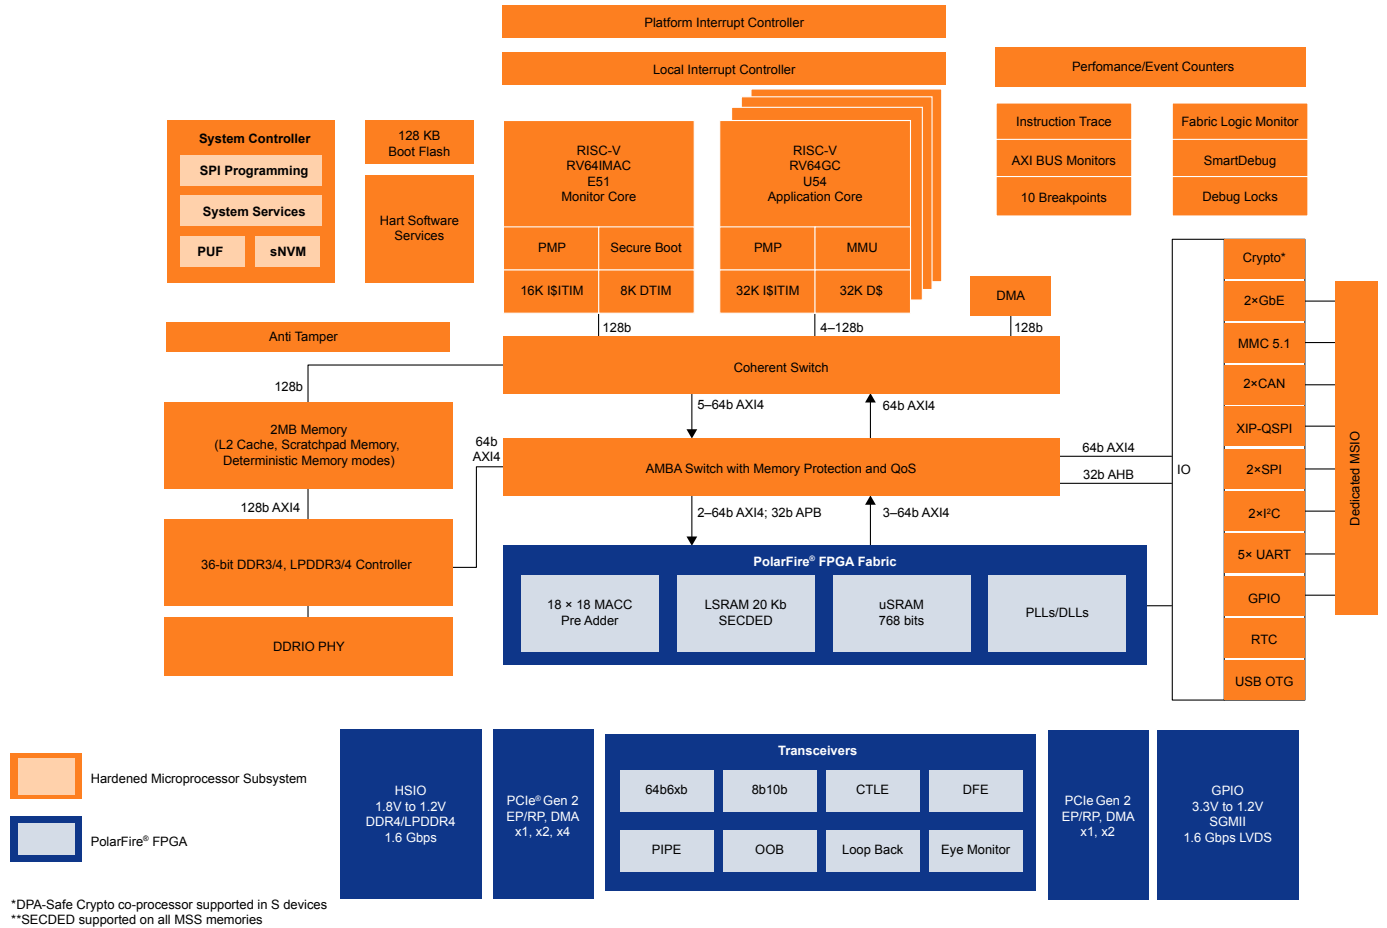 Platform Interrupt Controller
Local Interrupt Controller
Perfomance/Event Counters
Instruction Trace
AXI BUS Monitors
10 Breakpoints
Fabric Logic Monitor
SmartDebug
Debug Locks
System Controller
SPI Programming
System Services
PUF
sNVM
128 KB
Boot Flash
Hart Software
Services
RISC-V
RV64IMAC
E51
Monitor Core
PMP
Secure Boot
16K I$ITIM
8K DTIM
RISC-V
RV64GC
U54
Application Core
PMP
MMU
32K I$ITIM
32K D$
DMA
128b
4–128b
128b
Anti Tamper
Coherent Switch
128b
5–64b AXI4
64b AXI4
2MB Memory
(L2 Cache, Scratchpad Memory,
Deterministic Memory modes)
64b
AXI4
AMBA Switch with Memory Protection and QoS
64b AXI4
32b AHB
IO
128b AXI4
2–64b AXI4; 32b APB
3–64b AXI4
36-bit DDR3/4, LPDDR3/4 Controller
DDRIO PHY
PolarFire® FPGA Fabric
18 × 18 MACC
Pre Adder
LSRAM 20 Kb
SECDED
uSRAM
768 bits
PLLs/DLLs
Crypto*
2×GbE
MMC 5.1
2×CAN
XIP-QSPI
2×SPI
2×I²C
5× UART
GPIO
RTC
USB OTG
Dedicated MSIO
Hardened Microprocessor Subsystem
PolarFire® FPGA
HSIO
1.8V to 1.2V
DDR4/LPDDR4
1.6 Gbps
PCIe® Gen 2
EP/RP, DMA
x1, x2, x4
Transceivers
64b6xb
8b10b
CTLE
DFE
PIPE
OOB
Loop Back
Eye Monitor
PCIe Gen 2
EP/RP, DMA
x1, x2
GPIO
3.3V to 1.2V
SGMII
1.6 Gbps LVDS
*DPA-Safe Crypto co-processor supported in S devices
**SECDED supported on all MSS memories